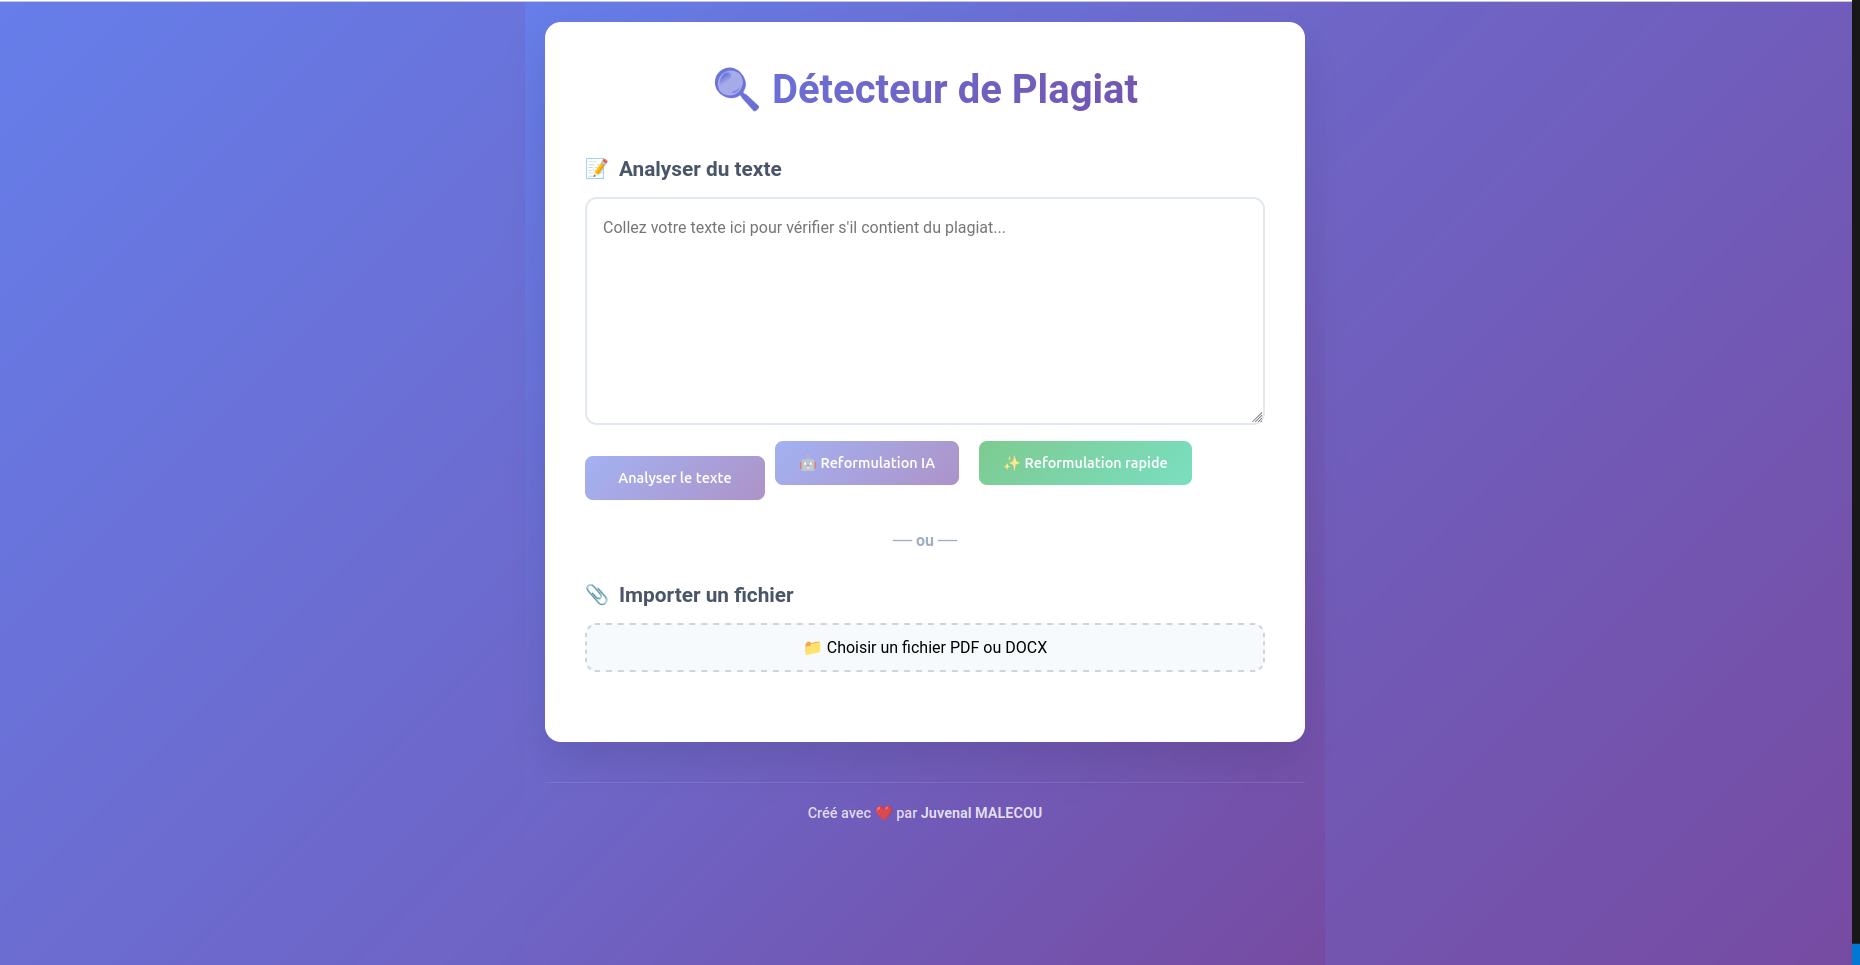 🔍 Détecteur de Plagiat
📝 Analyser du texte
Collez votre texte ici pour vérifier s'il contient du plagiat...
Analyser le texte
🤖 Reformulation IA
✨ Reformulation rapide
── ou ──
📎 Importer un fichier
📁 Choisir un fichier PDF ou DOCX
Créé avec ❤️ par Juvenal MALECOU